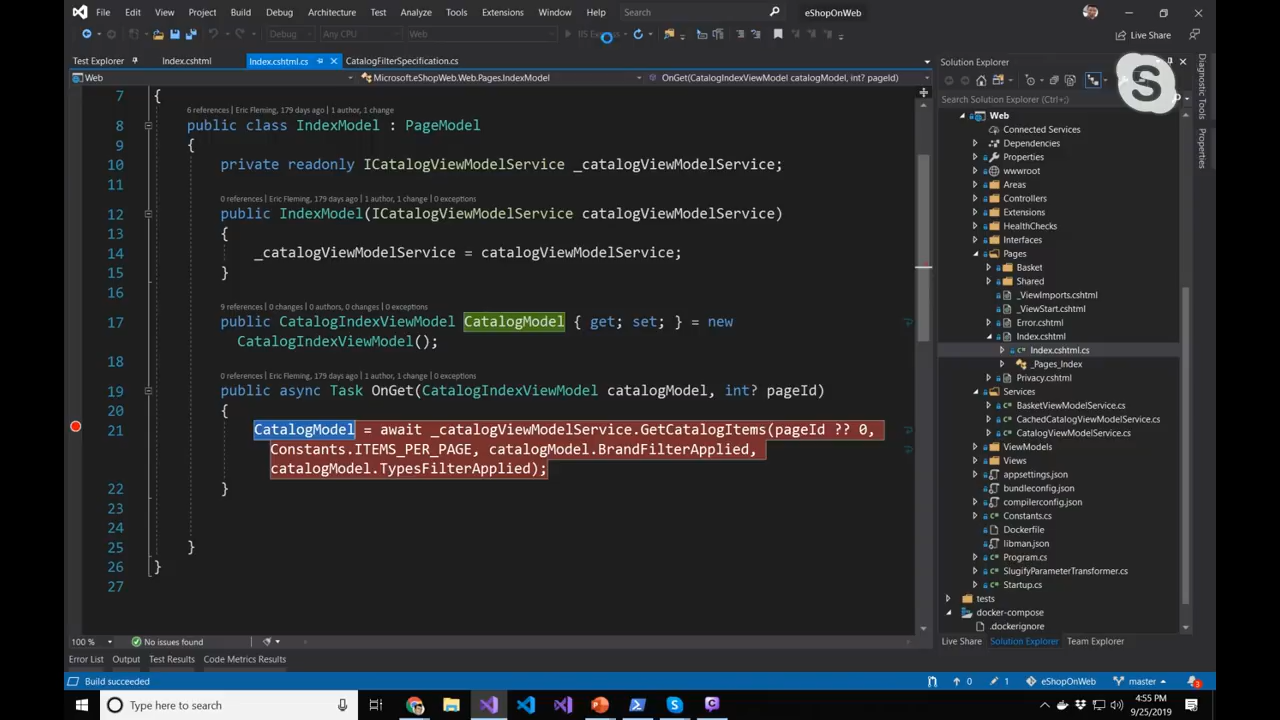 File Edit View Project Build Debug Architecture Test Analyze Tools Extensions Window Help Search eShopOnWeb
Debug Any CPU Web IIS Live Share
Test Explorer Index.cshtml Index.cshtml.cs CatalogFilterSpecification.cs
Web Microsoft.eShopWeb.Web.Pages.IndexModel OnGet(CatalogIndexViewModel catalogModel, int? pageId)
7 {
6 references | Eric Fleming, 179 days ago | 1 author, 1 change
8 public class IndexModel : PageModel
9 {
10 private readonly ICatalogViewModelService _catalogViewModelService;
11
0 references | Eric Fleming, 179 days ago | 1 author, 1 change | 0 exceptions
12 public IndexModel(ICatalogViewModelService catalogViewModelService)
13 {
14 _catalogViewModelService = catalogViewModelService;
15 }
16
9 references | 0 changes | 0 authors, 0 changes | 0 exceptions
17 public CatalogIndexViewModel CatalogModel { get; set; } = new
CatalogIndexViewModel();
18
0 references | Eric Fleming, 179 days ago | 1 author, 1 change | 0 exceptions
19 public async Task OnGet(CatalogIndexViewModel catalogModel, int? pageId)
20 {
21 CatalogModel = await _catalogViewModelService.GetCatalogItems(pageId ?? 0,
Constants.ITEMS_PER_PAGE, catalogModel.BrandFilterApplied,
catalogModel.TypesFilterApplied);
22 }
23
24
25 }
26 }
27
100 % No issues found
Solution Explorer
Search Solution Explorer (Ctrl+;)
Web
Connected Services
Dependencies
Properties
wwwroot
Areas
Controllers
Extensions
HealthChecks
Interfaces
Pages
Basket
Shared
_ViewImports.cshtml
_ViewStart.cshtml
Error.cshtml
Index.cshtml
Index.cshtml.cs
_Pages_Index
Privacy.cshtml
Services
BasketViewModelService.cs
CachedCatalogViewModelService.cs
CatalogViewModelService.cs
ViewModels
Views
appsettings.json
bundleconfig.json
compilerconfig.json
Constants.cs
Dockerfile
libman.json
Program.cs
SlugifyParameterTransformer.cs
Startup.cs
tests
docker-compose
.dockerignore
Live Share Solution Explorer Team Explorer
Diagnostic Tools
Properties
S
Error List Output Test Results Code Metrics Results
Build succeeded 0 1 eShopOnWeb master 3
Type here to search
4:55 PM
9/25/2019